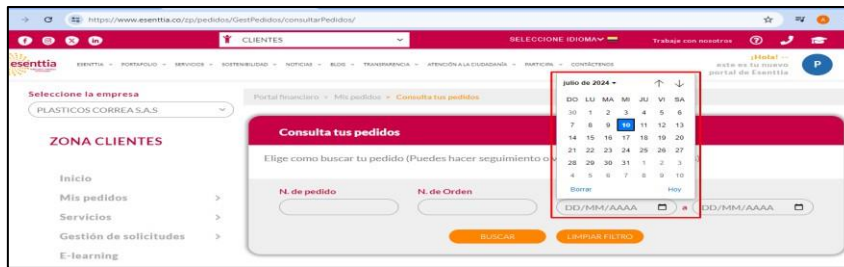 https://www.esenttia.co/zp/pedidos/GestPedidos/consultarPedidos/
CLIENTES
SELECCIONE IDIOMA
Trabaja con nosotros
esenttia
ESENTTIA PORTAFOLIO SERVICIOS SOSTENIBILIDAD NOTICIAS BLOG TRANSPARENCIA ATENCIÓN A LA CIUDADANÍA PARTICIPA CONTÁCTENOS
¡Hola! --
este es tu nuevo
portal de Esenttia
P
Seleccione la empresa
PLASTICOS CORREA S.A.S
ZONA CLIENTES
Inicio
Mis pedidos >
Servicios >
Gestión de solicitudes >
E-learning
Portal financiero > Mis pedidos > Consulta tus pedidos
Consulta tus pedidos
Elige como buscar tu pedido (Puedes hacer seguimiento o
N. de pedido
N. de Orden
julio de 2024
DO LU MA MI JU VI SA
30 1 2 3 4 5 6
7 8 9 10 11 12 13
14 15 16 17 18 19 20
21 22 23 24 25 26 27
28 29 30 31 1 2 3
4 5 6 7 8 9 10
Borrar Hoy
DD/MM/AAAA a DD/MM/AAAA
BUSCAR
LIMPIAR FILTRO